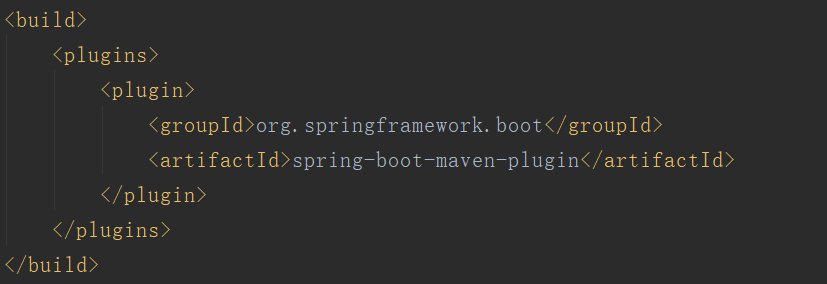 <build>
<plugins>
<plugin>
<groupId>org.springframework.boot</groupId>
<artifactId>spring-boot-maven-plugin</artifactId>
</plugin>
</plugins>
</build>